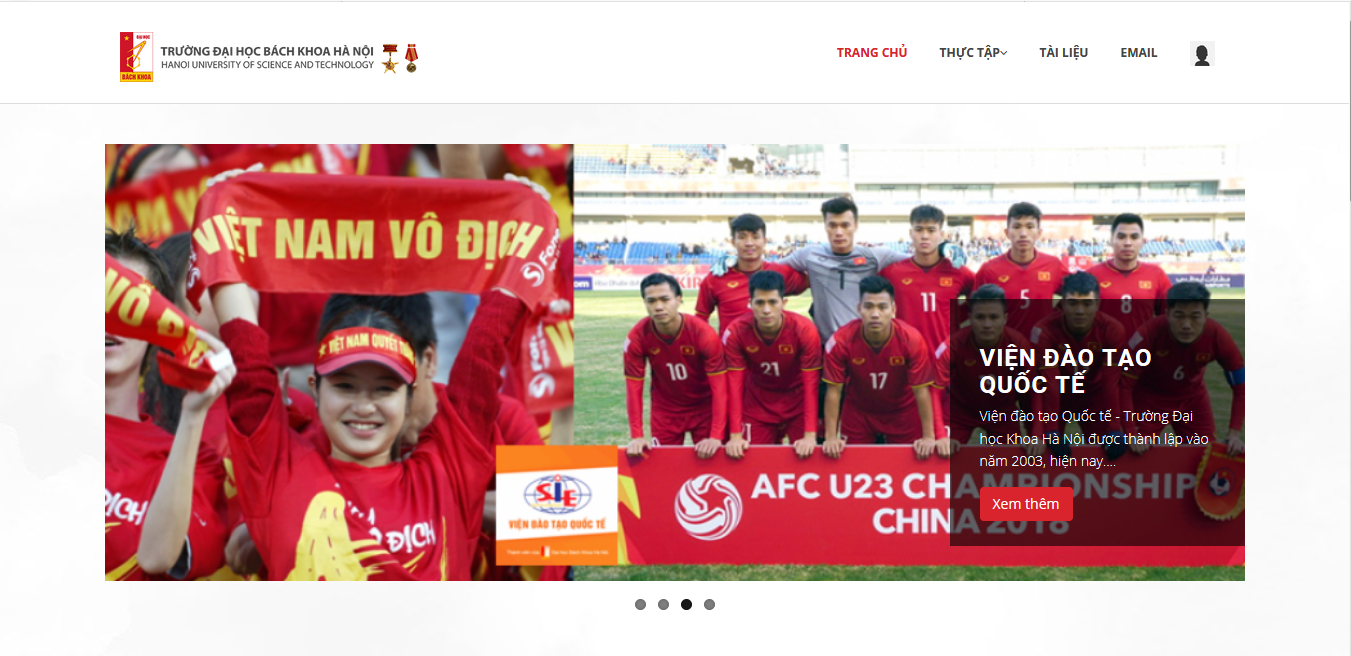 ĐẠI HỌC
BÁCH KHOA
TRƯỜNG ĐẠI HỌC BÁCH KHOA HÀ NỘI
HANOI UNIVERSITY OF SCIENCE AND TECHNOLOGY
TRANG CHỦ
THỰC TẬP
TÀI LIỆU
EMAIL
VIỆT NAM VÔ ĐỊCH
VIỆT NAM QUYẾT
VÔ ĐỊCH
ĐỊCH
1
11
5
8
10
21
17
6
SIE
VIỆN ĐÀO TẠO QUỐC TẾ
AFC U23 CHAMPIONSHIP
CHINA 2018
VIỆN ĐÀO TẠO
QUỐC TẾ
Viện đào tạo Quốc tế - Trường Đại
học Khoa Hà Nội được thành lập vào
năm 2003, hiện nay....
Xem thêm